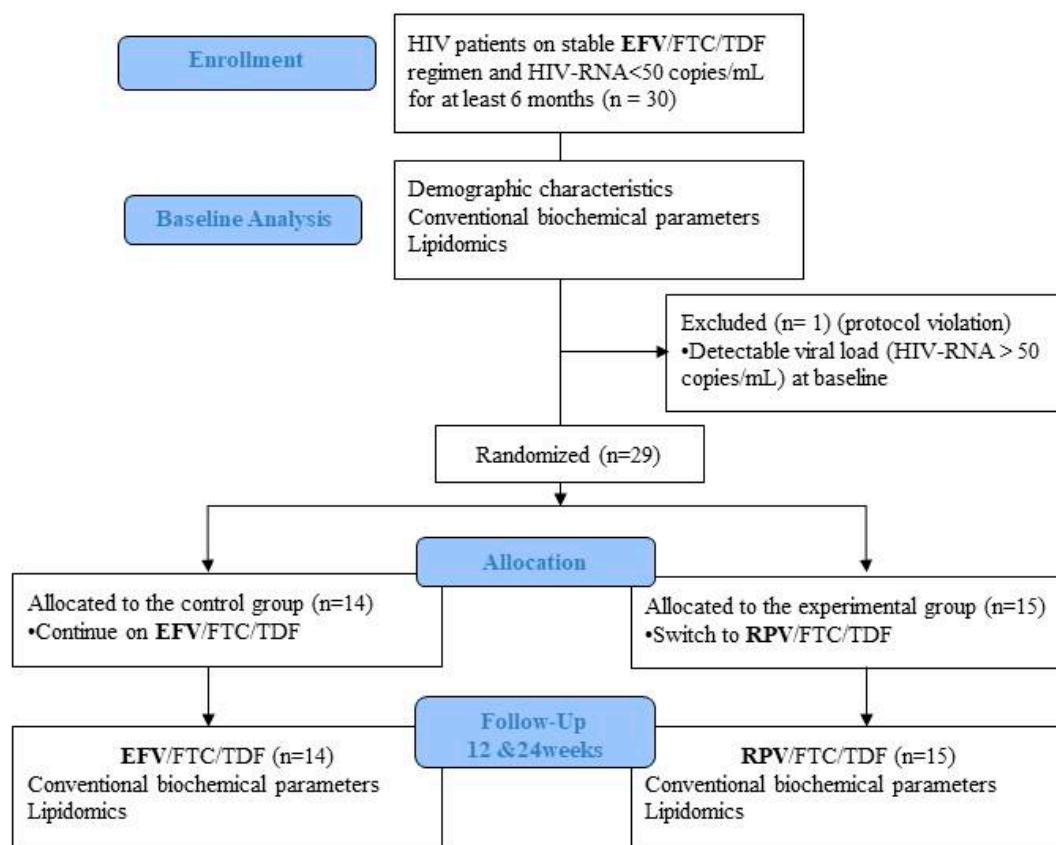 Enrollment
HIV patients on stable EFV/FTC/TDF
regimen and HIV-RNA<50 copies/mL
for at least 6 months (n = 30)
Baseline Analysis
Demographic characteristics
Conventional biochemical parameters
Lipidomics
Excluded (n= 1) (protocol violation)
•Detectable viral load (HIV-RNA > 50
copies/mL) at baseline
Randomized (n=29)
Allocation
Allocated to the control group (n=14)
•Continue on EFV/FTC/TDF
Allocated to the experimental group (n=15)
•Switch to RPV/FTC/TDF
Follow-Up
12 &24weeks
EFV/FTC/TDF (n=14)
Conventional biochemical parameters
Lipidomics
RPV/FTC/TDF (n=15)
Conventional biochemical parameters
Lipidomics